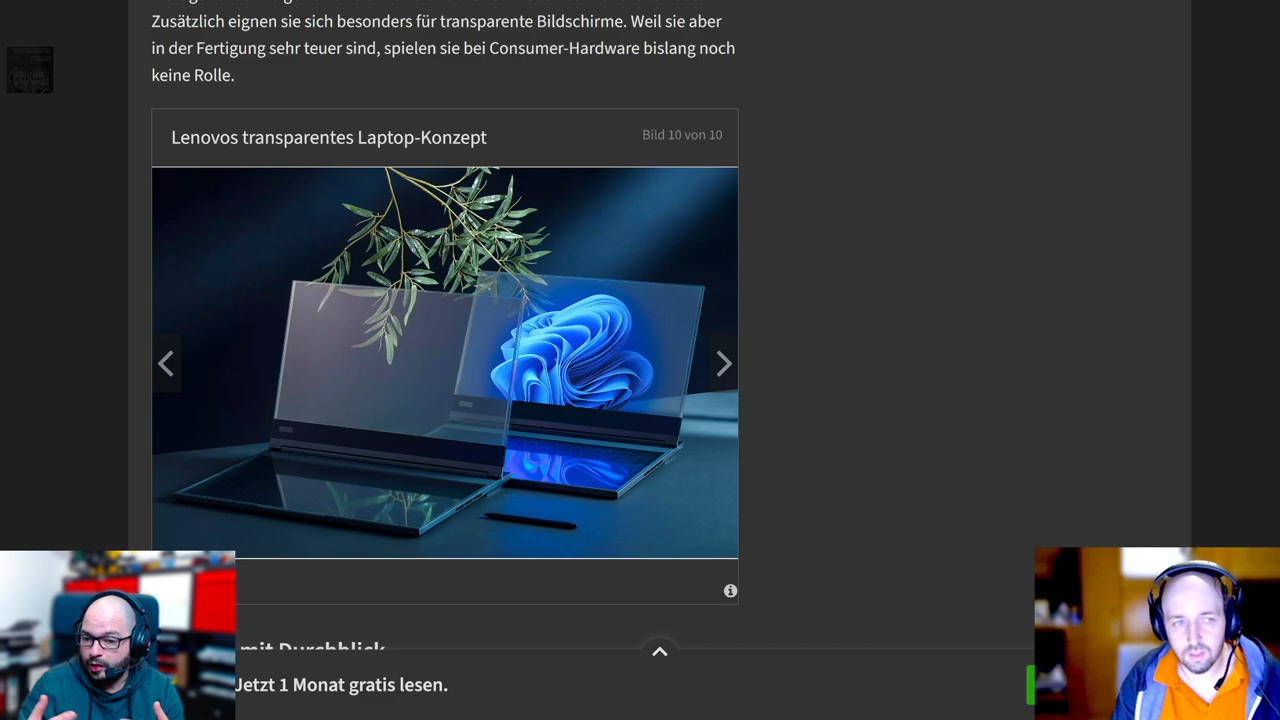 Zusätzlich eignen sie sich besonders für transparente Bildschirme. Weil sie aber
in der Fertigung sehr teuer sind, spielen sie bei Consumer-Hardware bislang noch
keine Rolle.
Lenovos transparentes Laptop-Konzept
Bild 10 von 10
mit Durchblick
Jetzt 1 Monat gratis lesen.